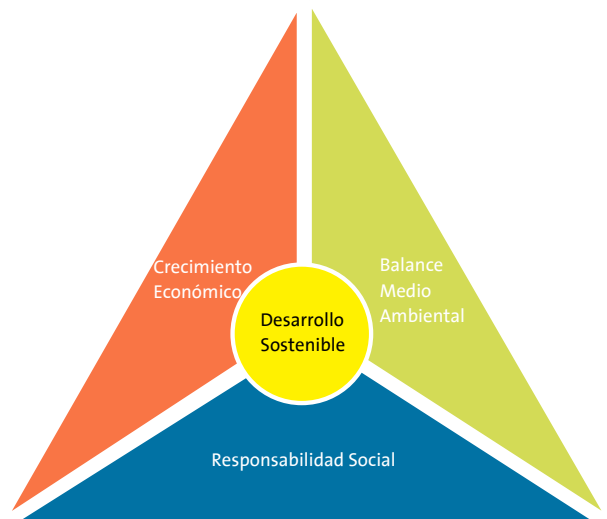 Crecimiento
Económico
Balance
Medio
Ambiental
Desarrollo
Sostenible
Responsabilidad Social